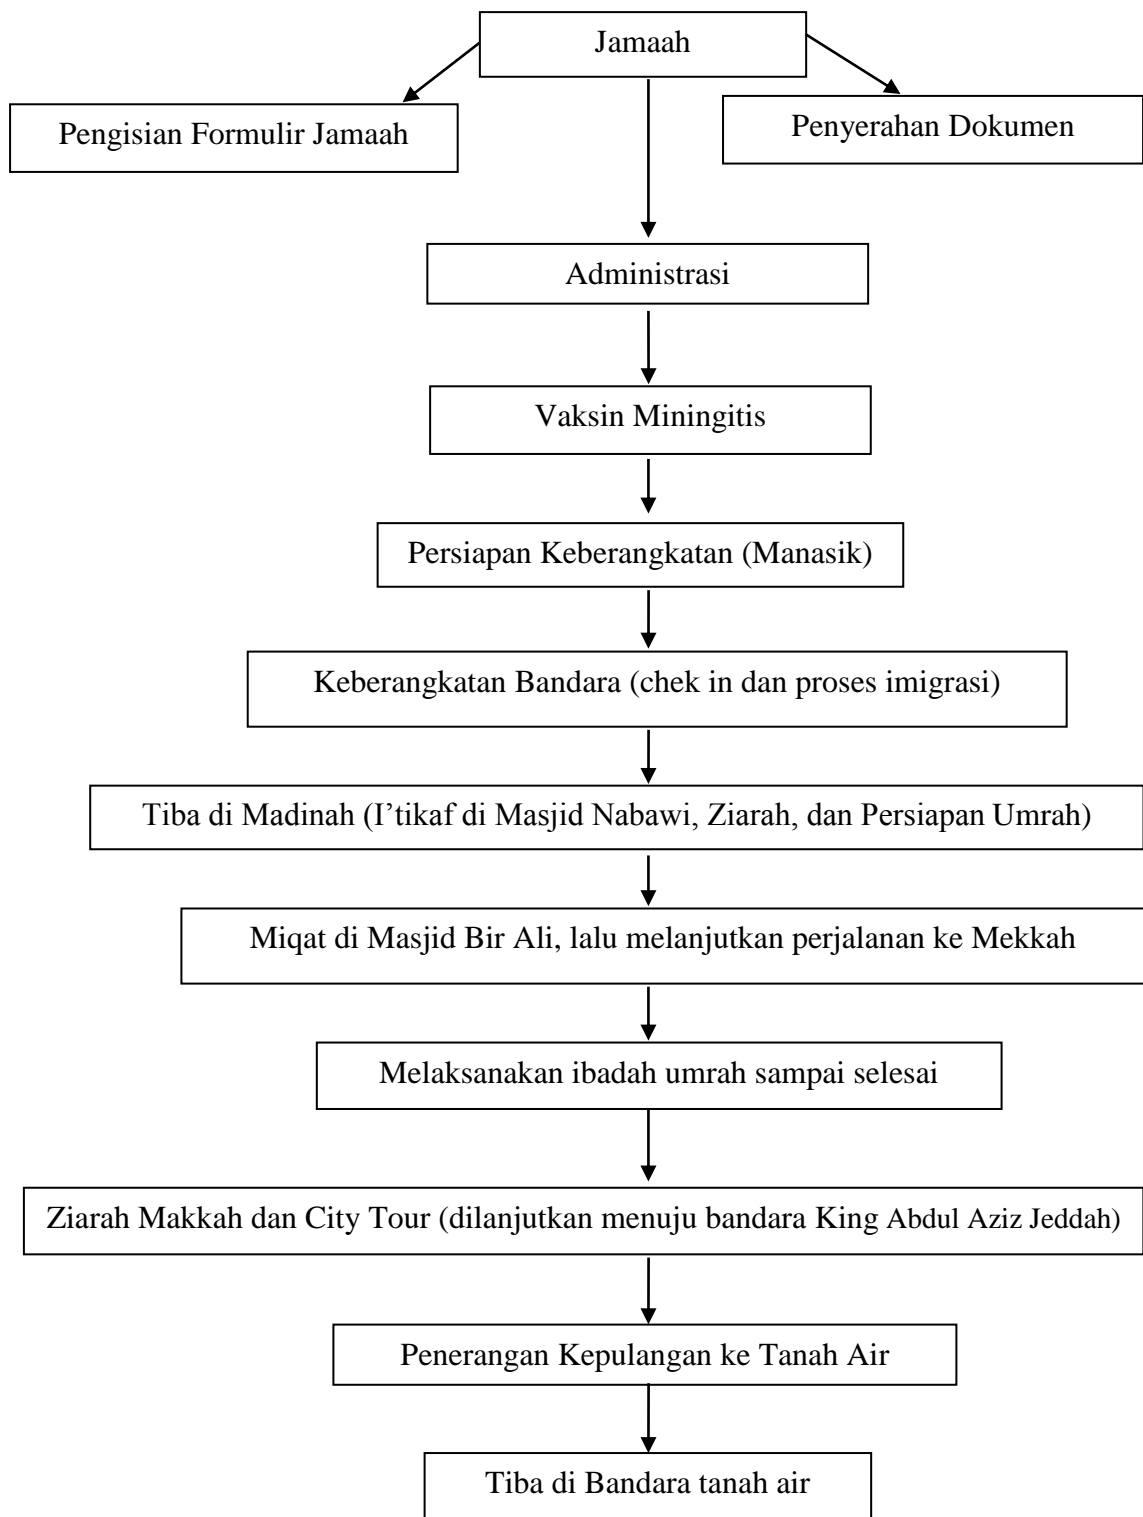 Jamaah
Pengisian Formulir Jamaah
Penyerahan Dokumen
Administrasi
Vaksin Miningitis
Persiapan Keberangkatan (Manasik)
Keberangkatan Bandara (chek in dan proses imigrasi)
Tiba di Madinah (I’tikaf di Masjid Nabawi, Ziarah, dan Persiapan Umrah)
Miqat di Masjid Bir Ali, lalu melanjutkan perjalanan ke Mekkah
Melaksanakan ibadah umrah sampai selesai
Ziarah Makkah dan City Tour (dilanjutkan menuju bandara King Abdul Aziz Jeddah)
Penerangan Kepulangan ke Tanah Air
Tiba di Bandara tanah air